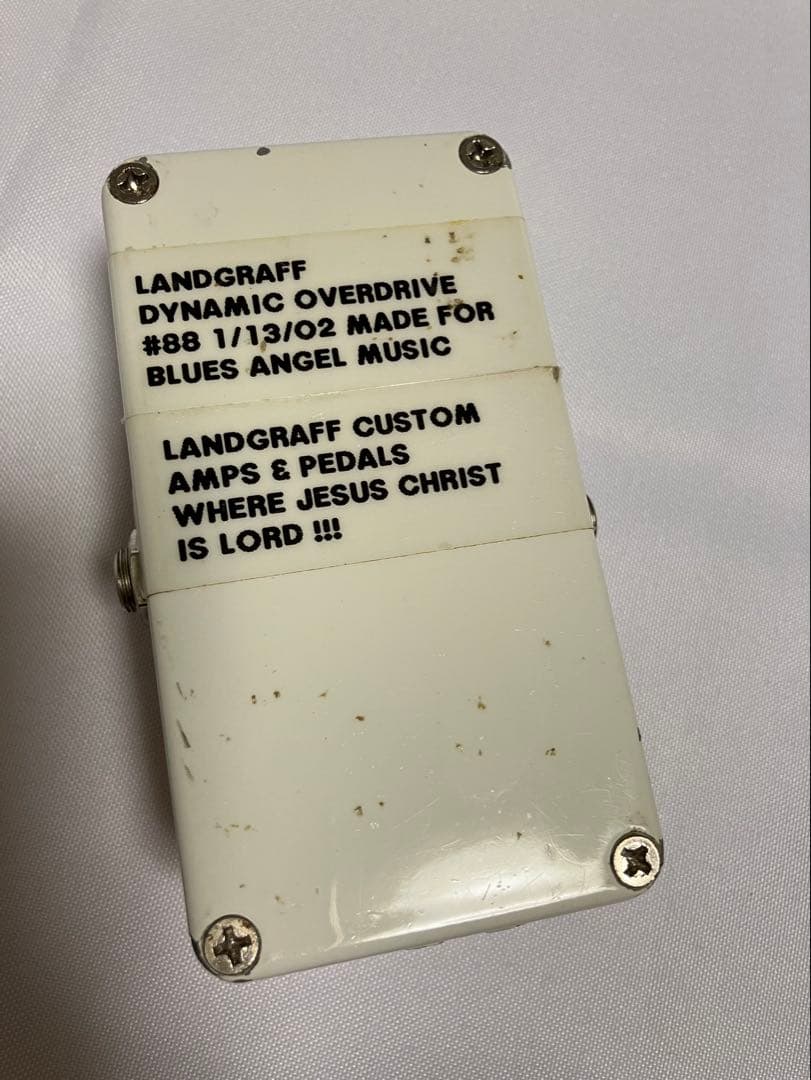 LANDGRAFF
DYNAMIC OVERDRIVE
#88 1/13/02 MADE FOR
BLUES ANGEL MUSIC
LANDGRAFF CUSTOM
AMPS & PEDALS
WHERE JESUS CHRIST
IS LORD !!!